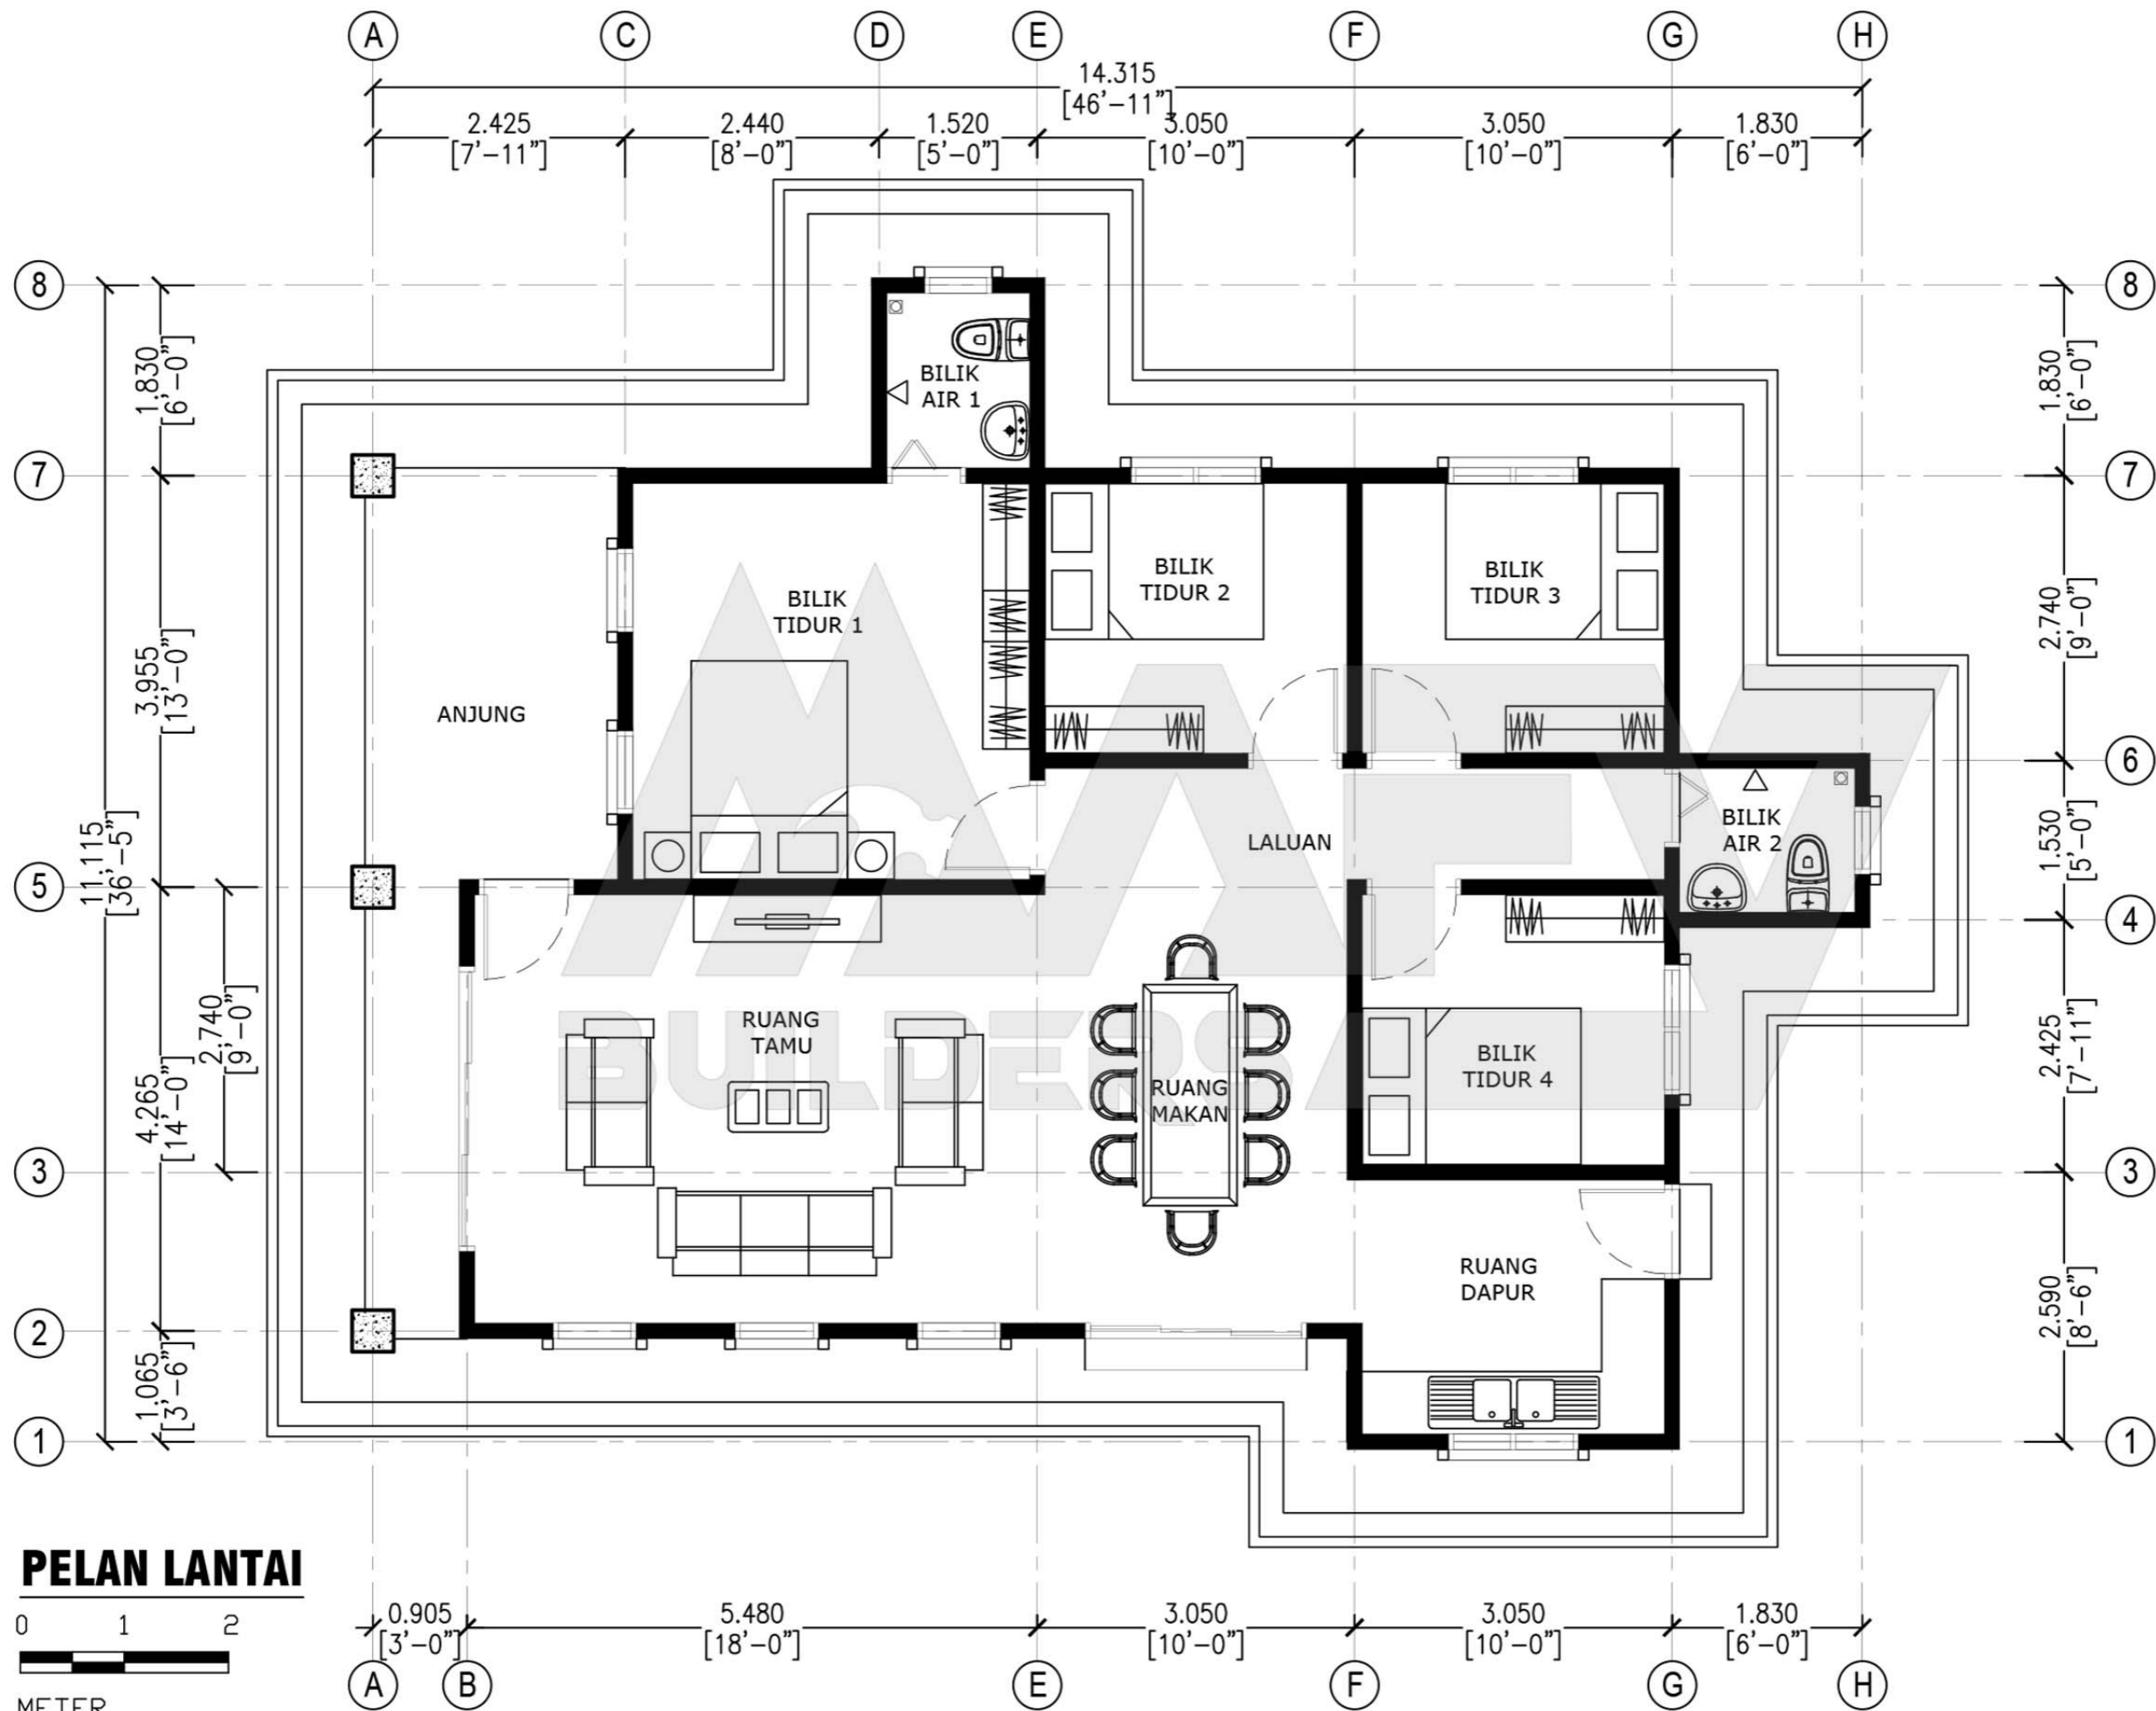 A C D E F G H
14.315
[46'-11"]
2.425 2.440 1.520 3.050 3.050 1.830
[7'-11"] [8'-0"] [5'-0"] [10'-0"] [10'-0"] [6'-0"]
8 8
1.830
[6'-0"]
BILIK
AIR 1
1.830
[6'-0"]
7 7
3.955
[13'-0"]
BILIK
TIDUR 1
BILIK
TIDUR 2
BILIK
TIDUR 3
2.740
[9'-0"]
ANJUNG
6
11.115
[36'-5"]
LALUAN
BILIK
AIR 2
1.530
[5'-0"]
5
4
MAEV
BUILDERS
2.740
[9'-0"]
4.265
[14'-0"]
RUANG
TAMU
RUANG
MAKAN
BILIK
TIDUR 4
2.425
[7'-11"]
3 3
RUANG
DAPUR
2.590
[8'-6"]
2 2
1.065
[3'-6"]
1 1
PELAN LANTAI
0 1 2
METER
0.905 5.480 3.050 3.050 1.830
[3'-0"] [18'-0"] [10'-0"] [10'-0"] [6'-0"]
A B E F G H